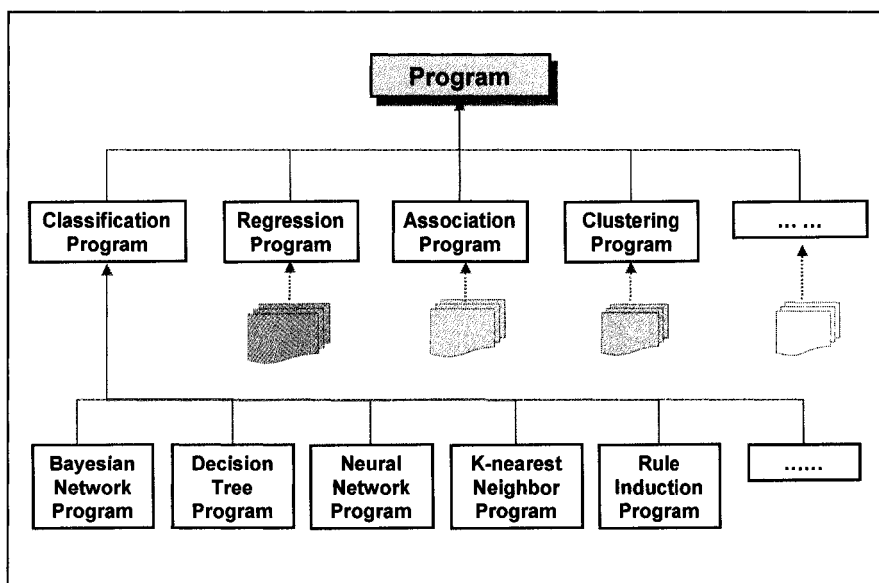 Program
Classification
Program
Regression
Program
Association
Program
Clustering
Program
... ...
Bayesian
Network
Program
Decision
Tree
Program
Neural
Network
Program
K-nearest
Neighbor
Program
Rule
Induction
Program
......